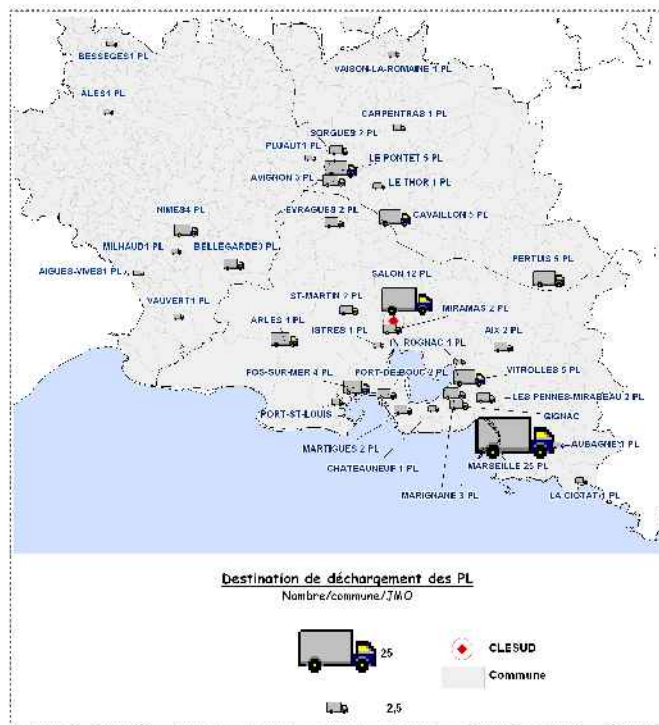 BESSEGES1 PL
VAISON-LA-ROMAINE 1 PL
ALES1 PL
CARPENTRAS 1 PL
SORGUES 2 PL
PUJAUT1 PL
LE PONTET 5 PL
AVIGNON 3 PL
LE THOR 1 PL
EYRAGUES 2 PL
CAVAILLON 5 PL
NIMES4 PL
MILHAUD1 PL
BELLEGARDE3 PL
AIGUES-VIVES1 PL
PERTUIS 5 PL
SALON 12 PL
VAUVERT1 PL
ST-MARTIN 2 PL
MIRAMAS 2 PL
ARLES 4 PL
ISTRES 1 PL
ROGNAC 1 PL
AIX 2 PL
FOS-SUR-MER 4 PL
PORT-DE-BOUC 2 PL
VITROLLES 5 PL
LES PENNES-MIRABEAU 2 PL
PORT-ST-LOUIS
GIGNAC
MARTIGUES 2 PL
AUBAGNE1 PL
CHATEAUNEUF 1 PL
MARSEILLE 25 PL
MARIGNANE 3 PL
LA CIOTAT 1 PL
Destination de déchargement des PL
Nombre/commune/JMO
25
CLESUD
Commune
2,5